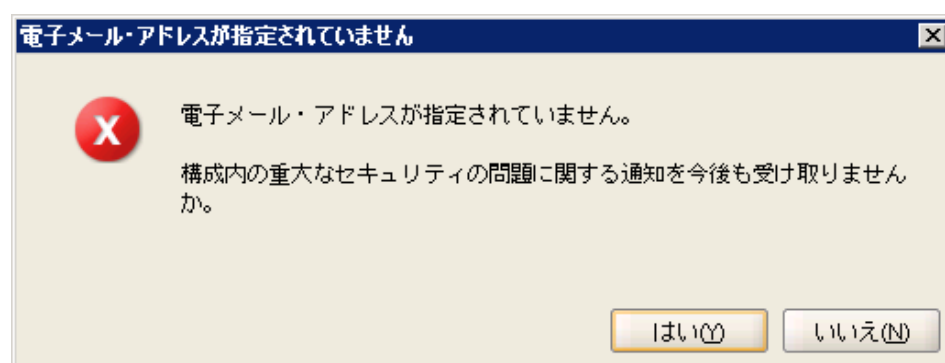 電子メール・アドレスが指定されていません
電子メール・アドレスが指定されていません。
構成内の重大なセキュリティの問題に関する通知を今後も受け取りません
か。
はい(Y)
いいえ(N)